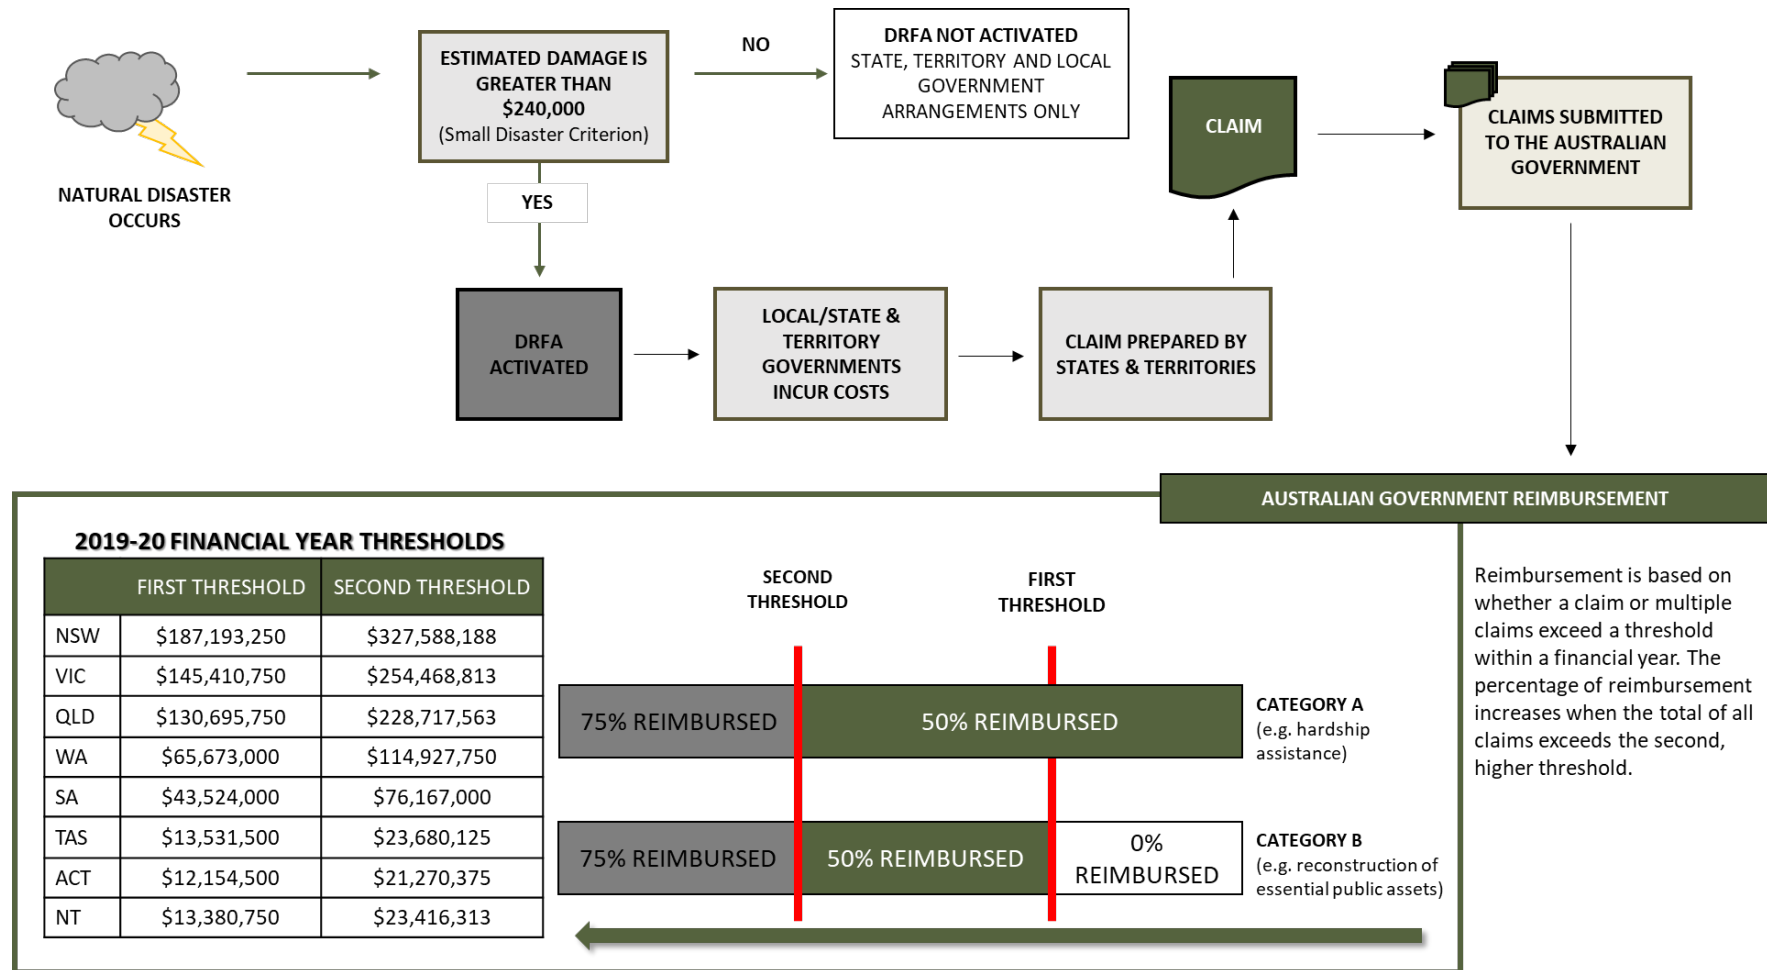 NATURAL DISASTER
OCCURS
ESTIMATED DAMAGE IS
GREATER THAN
$240,000
(Small Disaster Criterion)
NO
DRFA NOT ACTIVATED
STATE, TERRITORY AND LOCAL
GOVERNMENT
ARRANGEMENTS ONLY
YES
DRFA
ACTIVATED
LOCAL/STATE &
TERRITORY
GOVERNMENTS
INCUR COSTS
CLAIM PREPARED BY
STATES & TERRITORIES
CLAIM
CLAIMS SUBMITTED
TO THE AUSTRALIAN
GOVERNMENT
AUSTRALIAN GOVERNMENT REIMBURSEMENT
2019-20 FINANCIAL YEAR THRESHOLDS
FIRST THRESHOLD SECOND THRESHOLD
NSW $187,193,250 $327,588,188
VIC $145,410,750 $254,468,813
QLD $130,695,750 $228,717,563
WA $65,673,000 $114,927,750
SA $43,524,000 $76,167,000
TAS $13,531,500 $23,680,125
ACT $12,154,500 $21,270,375
NT $13,380,750 $23,416,313
SECOND
THRESHOLD
FIRST
THRESHOLD
75% REIMBURSED
50% REIMBURSED
CATEGORY A
(e.g. hardship
assistance)
75% REIMBURSED
50% REIMBURSED
0%
REIMBURSED
CATEGORY B
(e.g. reconstruction of
essential public assets)
Reimbursement is based on
whether a claim or multiple
claims exceed a threshold
within a financial year. The
percentage of reimbursement
increases when the total of all
claims exceeds the second,
higher threshold.